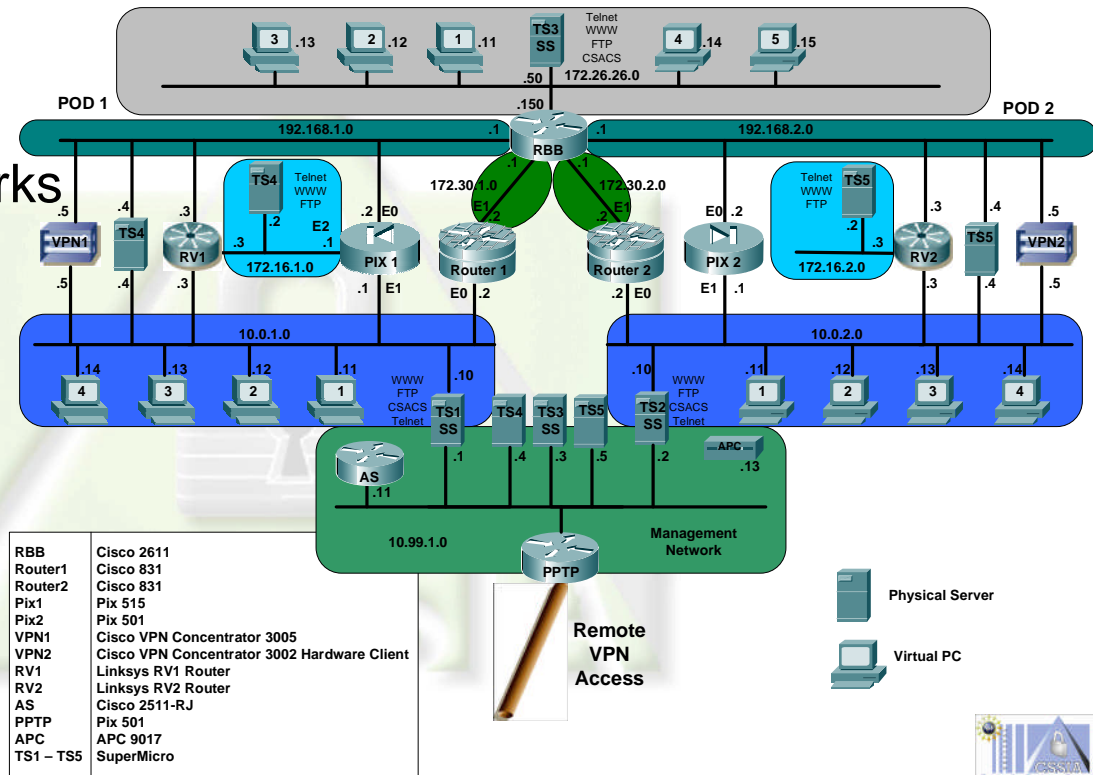 3 .13 2 .12 1 .11 TS3 SS Telnet WWW FTP CSACS 4 .14 5 .15
.50 172.26.26.0
POD 1 .150 POD 2
192.168.1.0 .1 RBB .1 192.168.2.0
rks
.1 .1
172.30.1.0 172.30.2.0
TS4 Telnet WWW FTP
Telnet WWW FTP TS5
.5 .4 .3 .2 E2 .2 E0 E1 .2 E1 .2 E0 .2 .2 .3 .4 .5
VPN1 TS4 RV1 .3 .1 PIX 1 Router 1 Router 2 PIX 2 .3 RV2 TS5 VPN2
172.16.1.0 172.16.2.0
.5 .4 .3 .1 E1 E0 .2 .2 E0 E1 .1 .3 .4 .5
10.0.1.0 10.0.2.0
.14 .13 .12 .11 .10 .10 .11 .12 .13 .14
4 3 2 1 1 2 3 4
WWW FTP CSACS Telnet
WWW FTP CSACS Telnet
TS1 SS TS4 TS3 SS TS5 TS2 SS
APC
.1 .4 .3 .5 .2 .13
AS
.11
10.99.1.0
Management
Network
PPTP
Remote
VPN
Access
Physical Server
Virtual PC
RBB Cisco 2611
Router1 Cisco 831
Router2 Cisco 831
Pix1 Pix 515
Pix2 Pix 501
VPN1 Cisco VPN Concentrator 3005
VPN2 Cisco VPN Concentrator 3002 Hardware Client
RV1 Linksys RV1 Router
RV2 Linksys RV2 Router
AS Cisco 2511-RJ
PPTP Pix 501
APC APC 9017
TS1 – TS5 SuperMicro
CSSIA